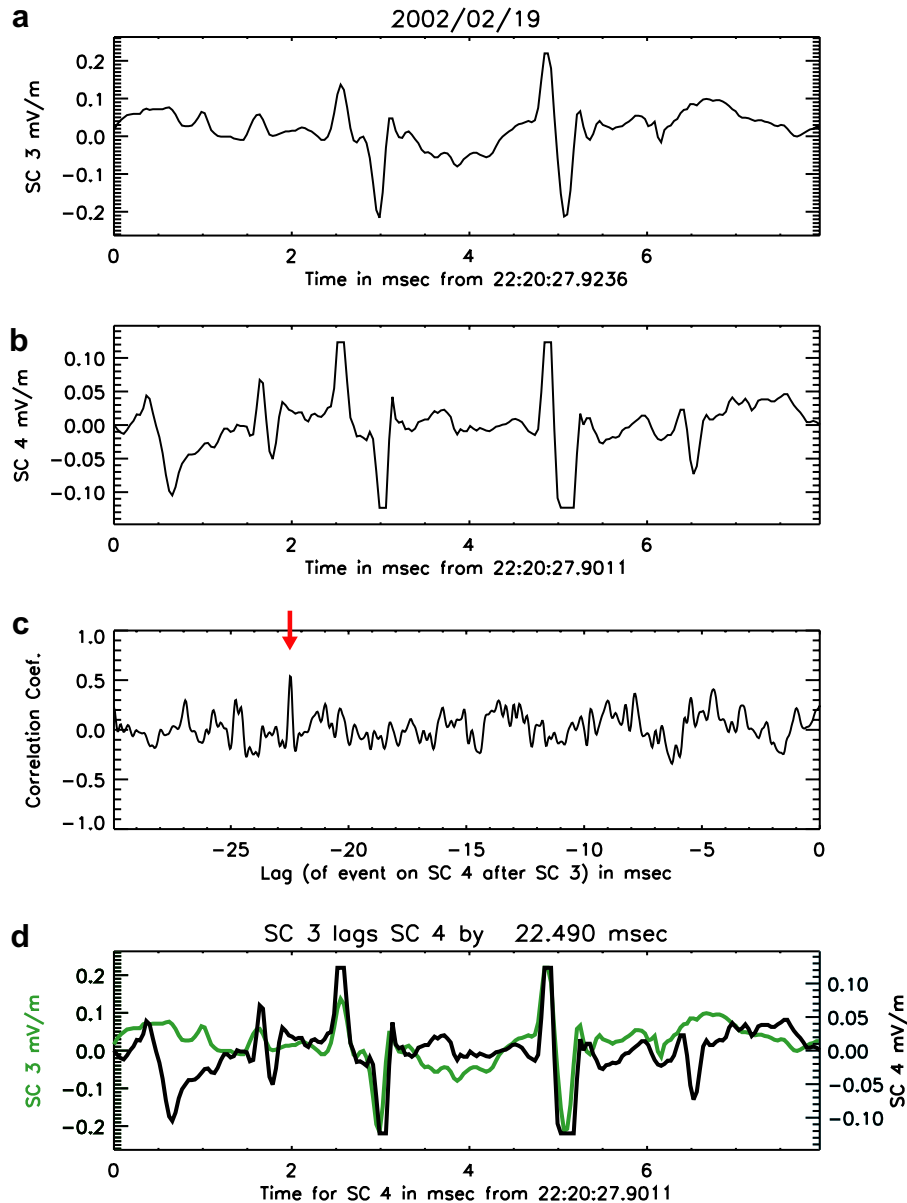 a
2002/02/19
SC 3 mV/m
0.2
0.1
0.0
−0.1
−0.2
0 2 4 6
Time in msec from 22:20:27.9236
b
SC 4 mV/m
0.10
0.05
0.00
−0.05
−0.10
0 2 4 6
Time in msec from 22:20:27.9011
c
Correlation Coef.
1.0
0.5
0.0
−0.5
−1.0
−25 −20 −15 −10 −5 0
Lag (of event on SC 4 after SC 3) in msec
d
SC 3 lags SC 4 by 22.490 msec
SC 3 mV/m
0.2
0.1
0.0
−0.1
−0.2
0.10
0.05
0.00
−0.05
−0.10
SC 4 mV/m
0 2 4 6
Time for SC 4 in msec from 22:20:27.9011